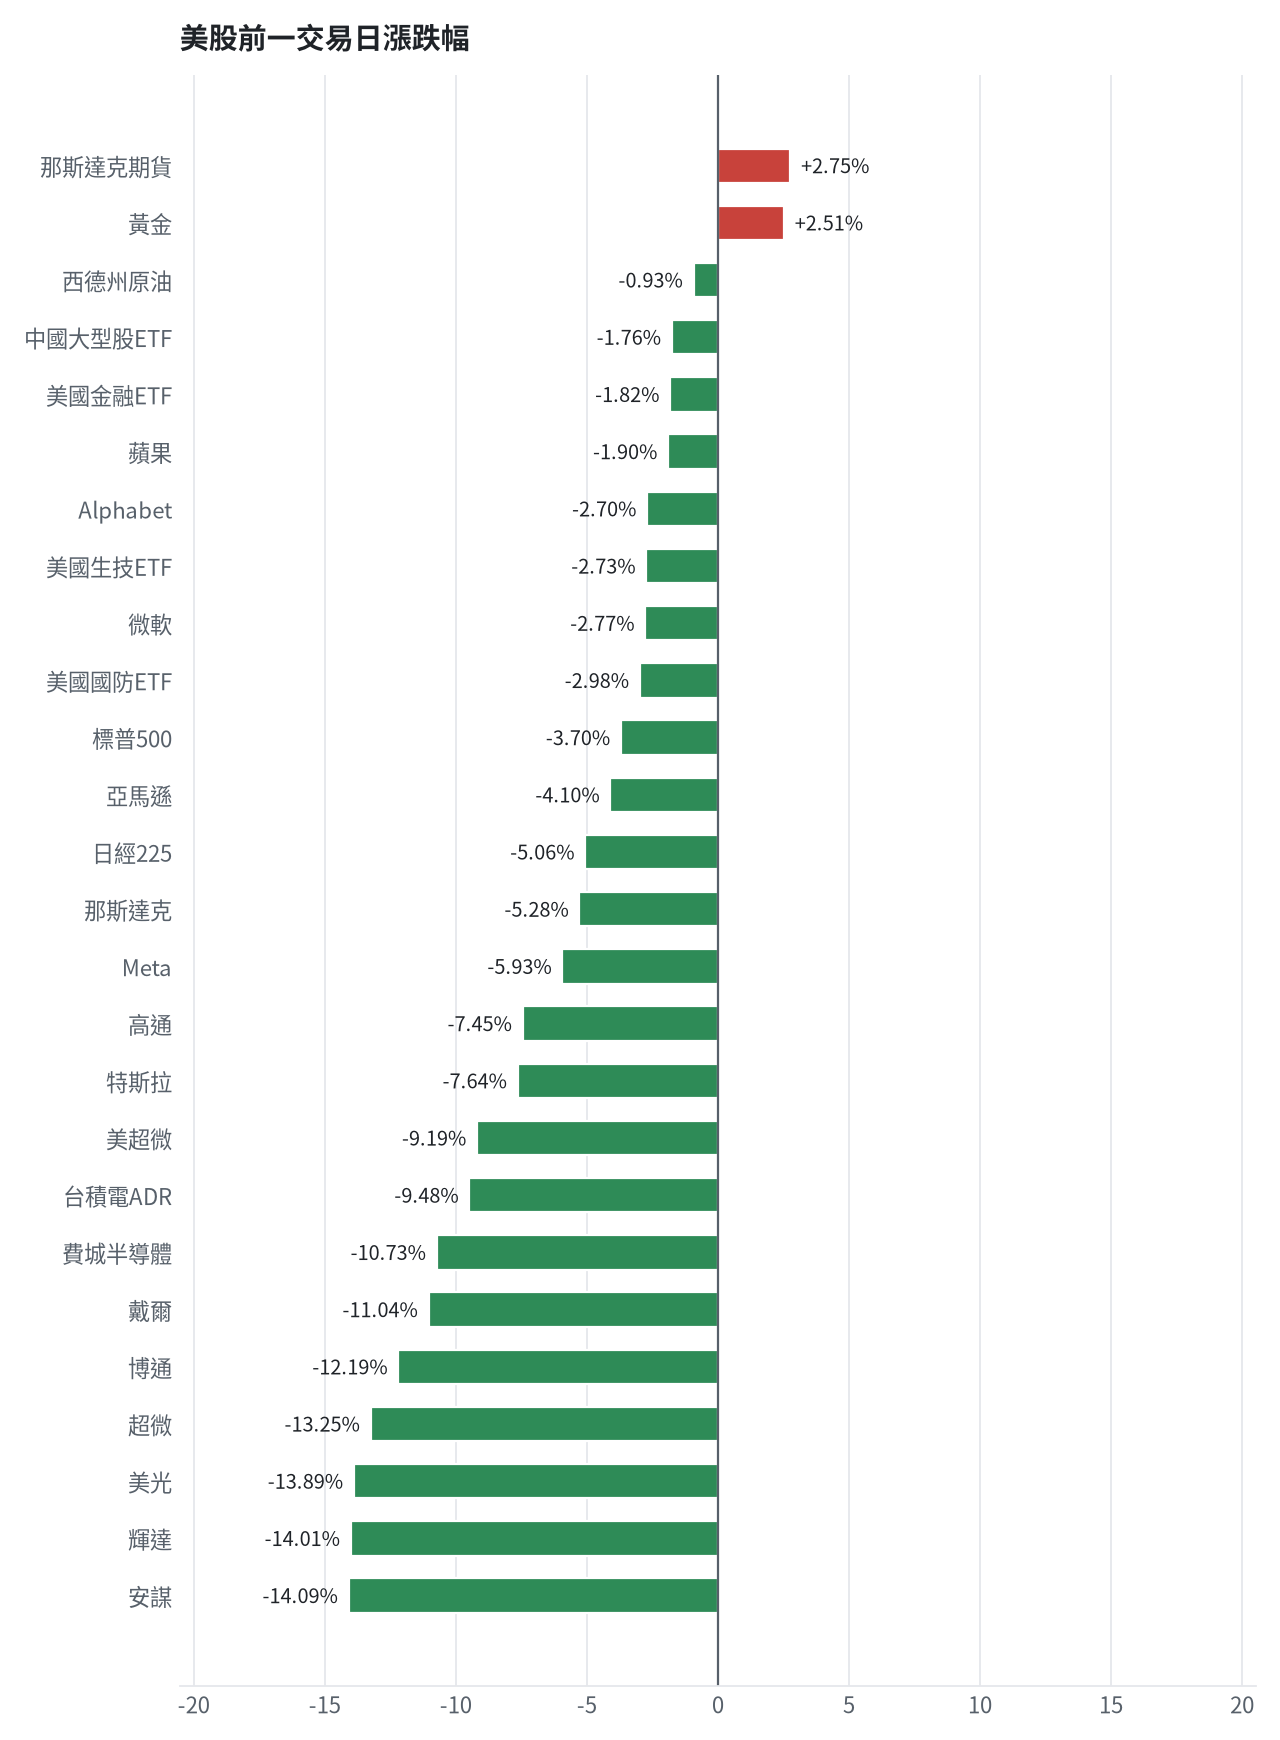 美股前一交易日漲跌幅
那斯達克期貨 +2.75%
黃金 +2.51%
西德州原油 -0.93%
中國大型股ETF -1.76%
美國金融ETF -1.82%
蘋果 -1.90%
Alphabet -2.70%
美國生技ETF -2.73%
微軟 -2.77%
美國國防ETF -2.98%
標普500 -3.70%
亞馬遜 -4.10%
日經225 -5.06%
那斯達克 -5.28%
Meta -5.93%
高通 -7.45%
特斯拉 -7.64%
美超微 -9.19%
台積電ADR -9.48%
費城半導體 -10.73%
戴爾 -11.04%
博通 -12.19%
超微 -13.25%
美光 -13.89%
輝達 -14.01%
安謀 -14.09%
-20 -15 -10 -5 0 5 10 15 20